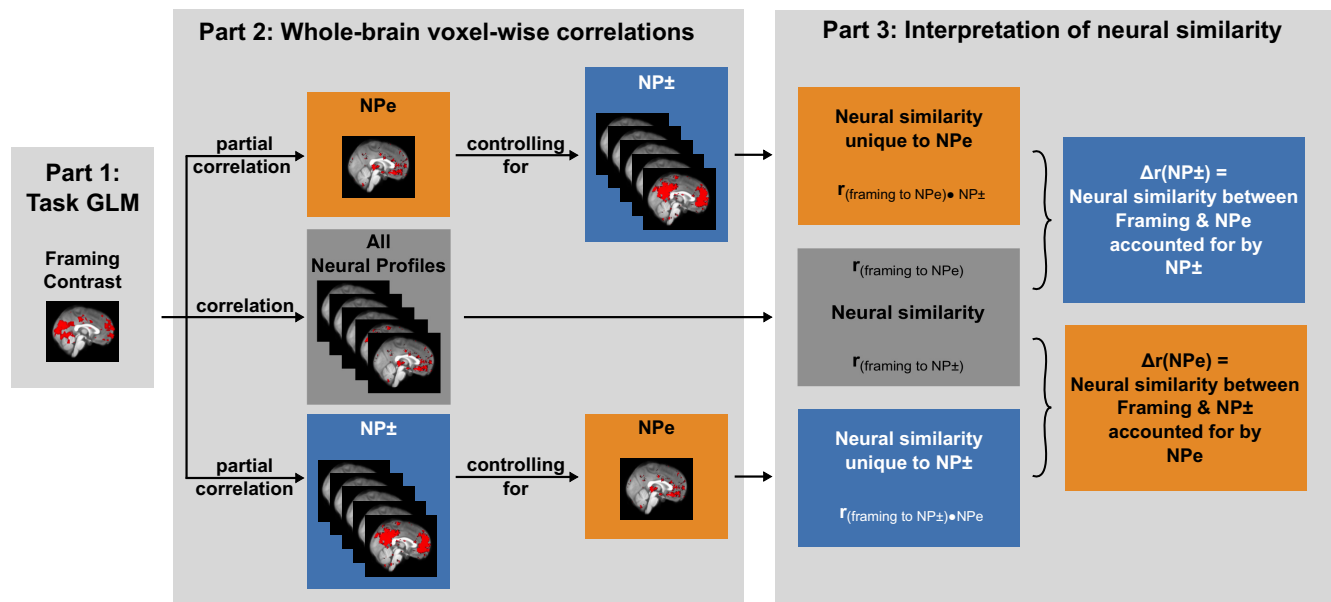 Part 1:
Task GLM
Framing
Contrast
Part 2: Whole-brain voxel-wise correlations
partial
correlation
NPe
controlling
for
NP±
correlation
All
Neural Profiles
partial
correlation
NP±
controlling
for
NPe
Part 3: Interpretation of neural similarity
Neural similarity
unique to NPe
r(framing to NPe)● NP±
r(framing to NPe)
Neural similarity
r(framing to NP±)
Neural similarity
unique to NP±
r(framing to NP±)●NPe
Δr(NP±) =
Neural similarity between
Framing & NPe
accounted for by
NP±
Δr(NPe) =
Neural similarity between
Framing & NP±
accounted for by
NPe